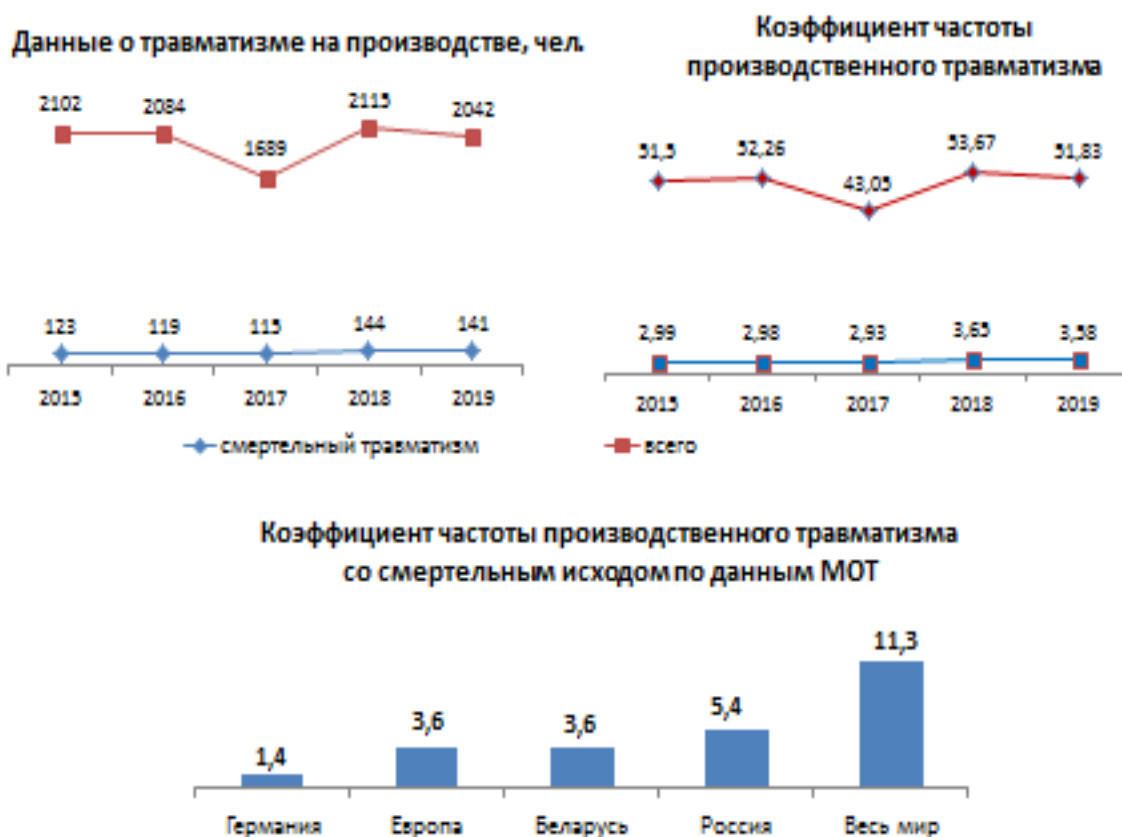 Данные о травматизме на производстве, чел.
2102
2084
1689
2115
2042
123
119
115
144
141
2015 2016 2017 2018 2019
Коэффициент частоты
производственного травматизма
51,5
52,26
43,05
53,67
51,83
2,99
2,98
2,93
3,65
3,58
2015 2016 2017 2018 2019
смертельный травматизм
всего
Коэффициент частоты производственного травматизма
со смертельным исходом по данным МОТ
1,4
3,6
3,6
5,4
11,3
Германия Европа Беларусь Россия Весь мир